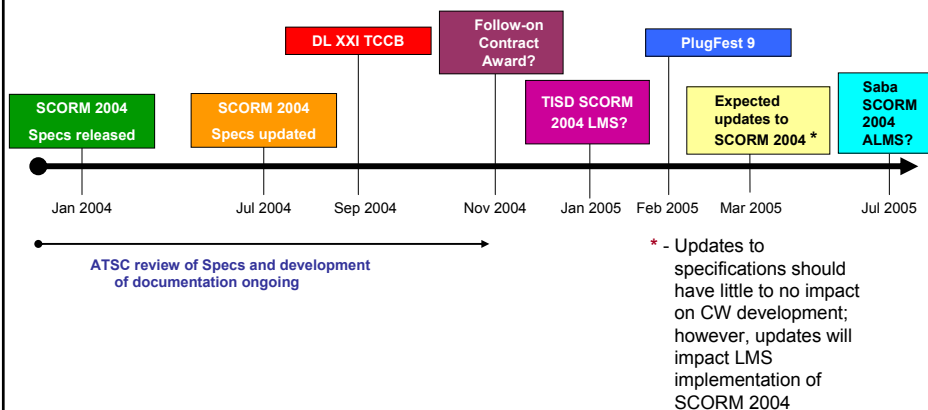 DL XXI TCCB
Follow-on
Contract
Award?
PlugFest 9
SCORM 2004
Specs released
SCORM 2004
Specs updated
TISD SCORM
2004 LMS?
Expected
updates to
SCORM 2004 *
Saba
SCORM
2004
ALMS?
Jan 2004
Jul 2004
Sep 2004
Nov 2004
Jan 2005
Feb 2005
Mar 2005
Jul 2005
ATSC review of Specs and development
of documentation ongoing
* - Updates to
specifications should
have little to no impact
on CW development;
however, updates will
impact LMS
implementation of
SCORM 2004